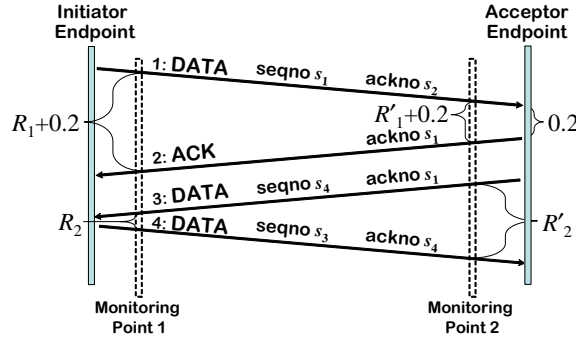 Initiator
Endpoint
Acceptor
Endpoint
1: DATA seqno s₁ ackno s₂
R₁+0.2
R′₁+0.2
0.2
ackno s₁
2: ACK
3: DATA seqno s₄ ackno s₁
R₂
4: DATA seqno s₃ ackno s₄
R′₂
Monitoring
Point 1
Monitoring
Point 2